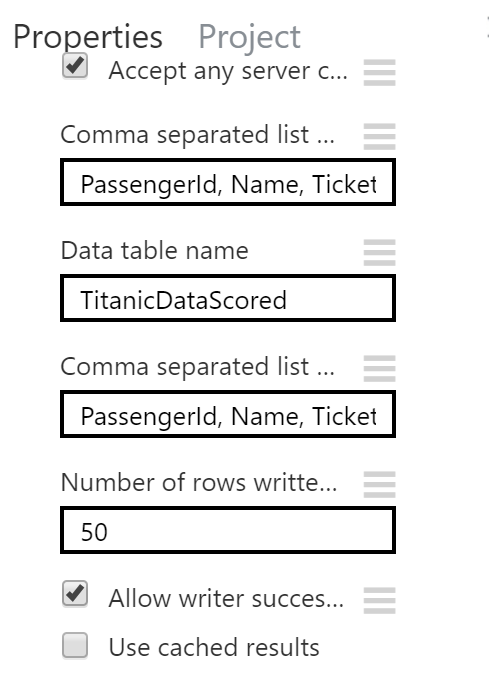 Properties Project
Accept any server c...
Comma separated list ...
PassengerId, Name, Ticket
Data table name
TitanicDataScored
Comma separated list ...
PassengerId, Name, Ticket
Number of rows writte...
50
Allow writer succes...
Use cached results